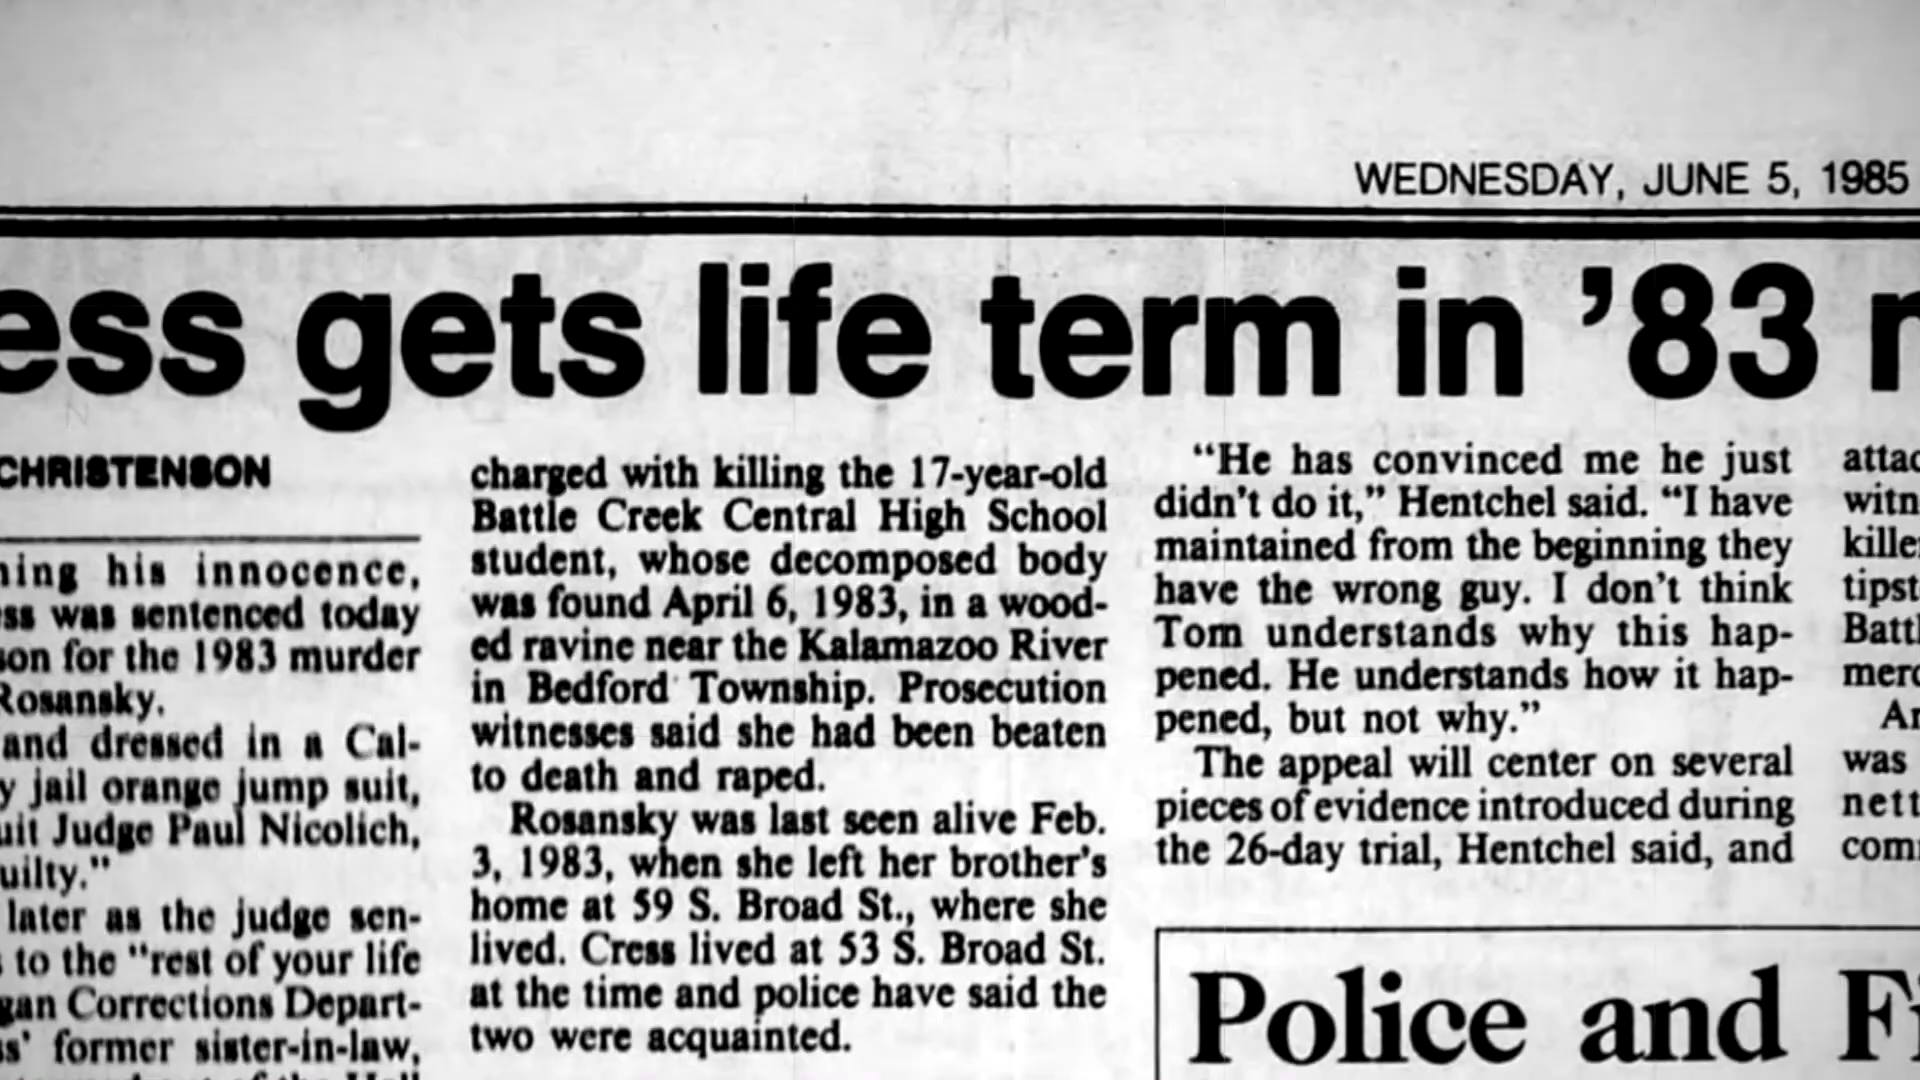 WEDNESDAY, JUNE 5, 1985
ess gets life term in ’83
CHRISTENSON
ning his innocence,
ss was sentenced today
son for the 1983 murder
Rosansky.
and dressed in a Cal-
y jail orange jump suit,
uit Judge Paul Nicolich,
uilty.”
later as the judge sen-
s to the “rest of your life
gan Corrections Depart-
ss’ former sister-in-law,
charged with killing the 17-year-old
Battle Creek Central High School
student, whose decomposed body
was found April 6, 1983, in a wood-
ed ravine near the Kalamazoo River
in Bedford Township. Prosecution
witnesses said she had been beaten
to death and raped.
Rosansky was last seen alive Feb.
3, 1983, when she left her brother’s
home at 59 S. Broad St., where she
lived. Cress lived at 53 S. Broad St.
at the time and police have said the
two were acquainted.
“He has convinced me he just
didn’t do it,” Hentchel said. “I have
maintained from the beginning they
have the wrong guy. I don’t think
Tom understands why this hap-
pened. He understands how it hap-
pened, but not why.”
The appeal will center on several
pieces of evidence introduced during
the 26-day trial, Hentchel said, and
attac
witn
kille
tipst
Battl
merc
Ar
was
nett
com
Police and Fi